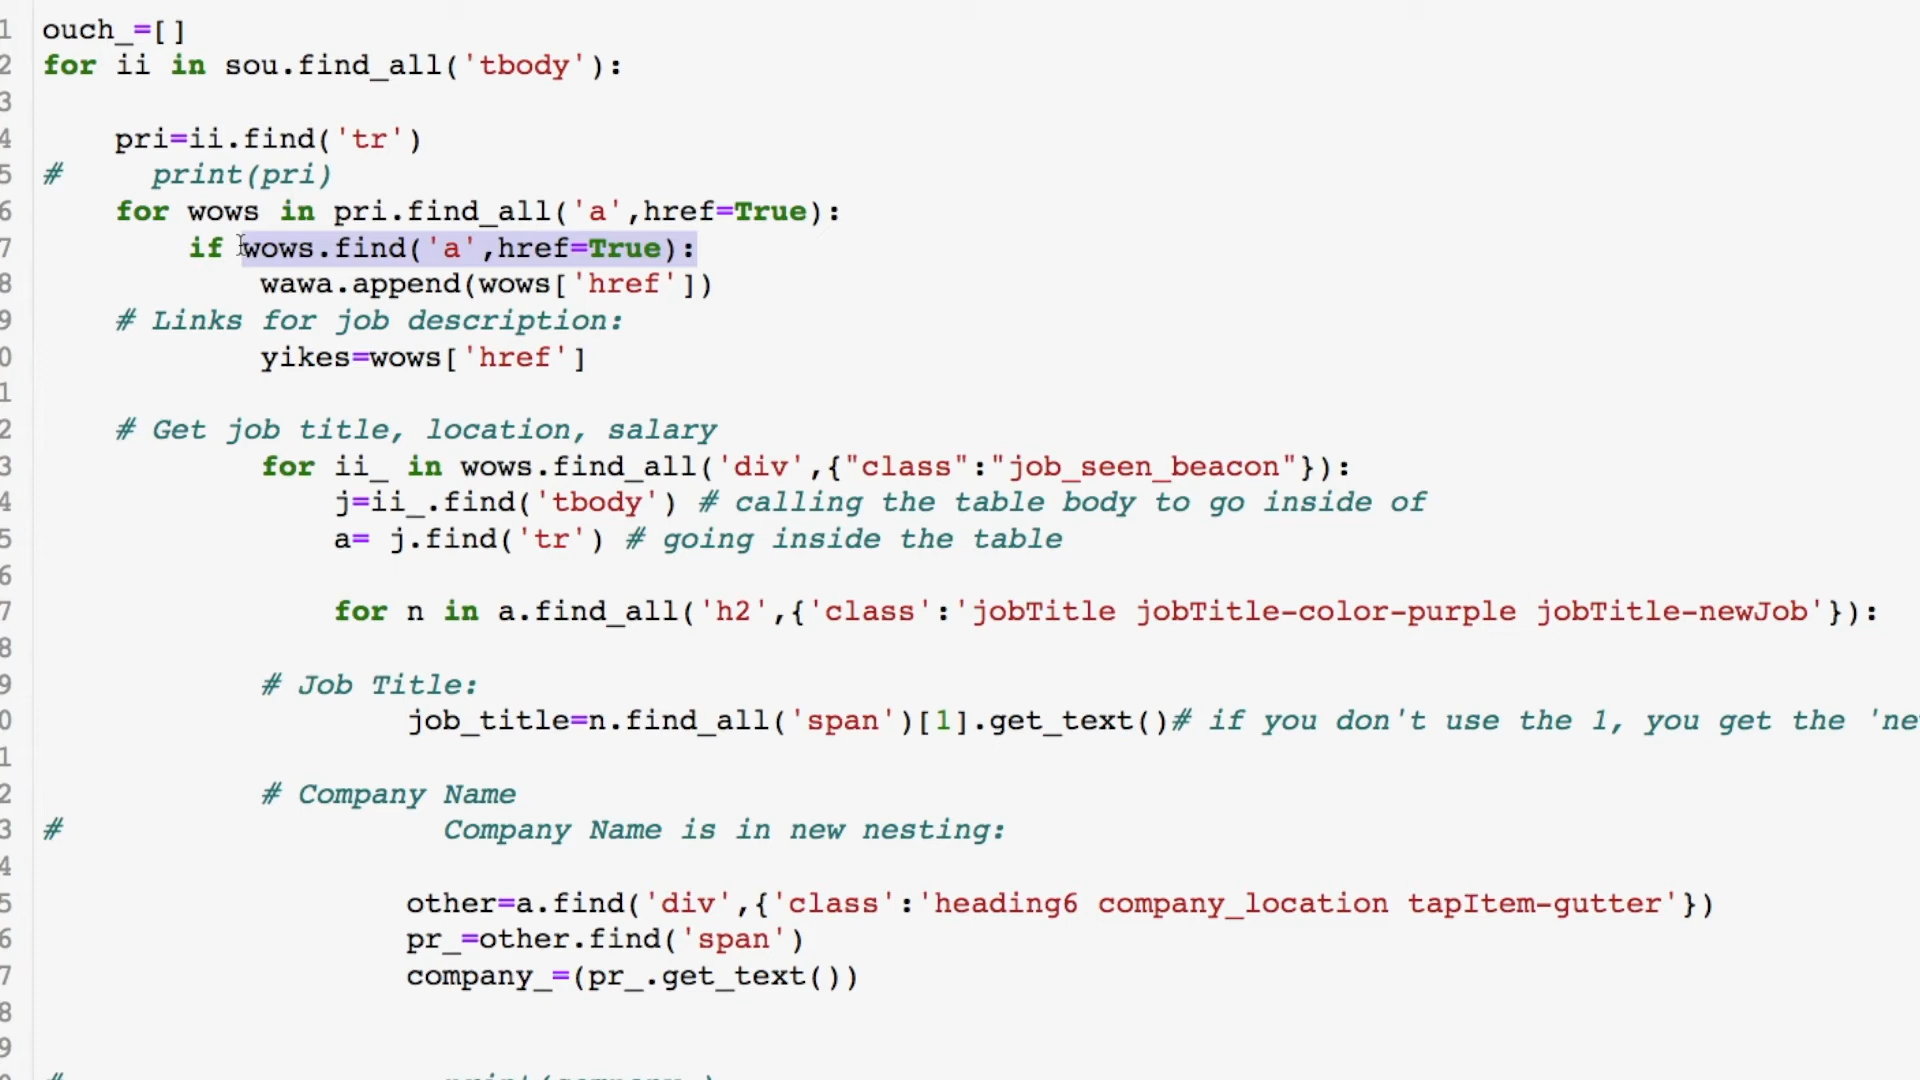 1 ouch_=[]
2 for ii in sou.find_all('tbody'):
3
4 pri=ii.find('tr')
5 # print(pri)
6 for wows in pri.find_all('a',href=True):
7 if wows.find('a',href=True):
8 wawa.append(wows['href'])
9 # Links for job description:
0 yikes=wows['href']
1
2 # Get job title, location, salary
3 for ii_ in wows.find_all('div',{"class":"job_seen_beacon"}):
4 j=ii_.find('tbody') # calling the table body to go inside of
5 a= j.find('tr') # going inside the table
6
7 for n in a.find_all('h2',{'class':'jobTitle jobTitle-color-purple jobTitle-newJob'}):
8
9 # Job Title:
0 job_title=n.find_all('span')[1].get_text()# if you don't use the 1, you get the 'ne
1
2 # Company Name
3 # Company Name is in new nesting:
4
5 other=a.find('div',{'class':'heading6 company_location tapItem-gutter'})
6 pr_=other.find('span')
7 company_=(pr_.get_text())
8
9